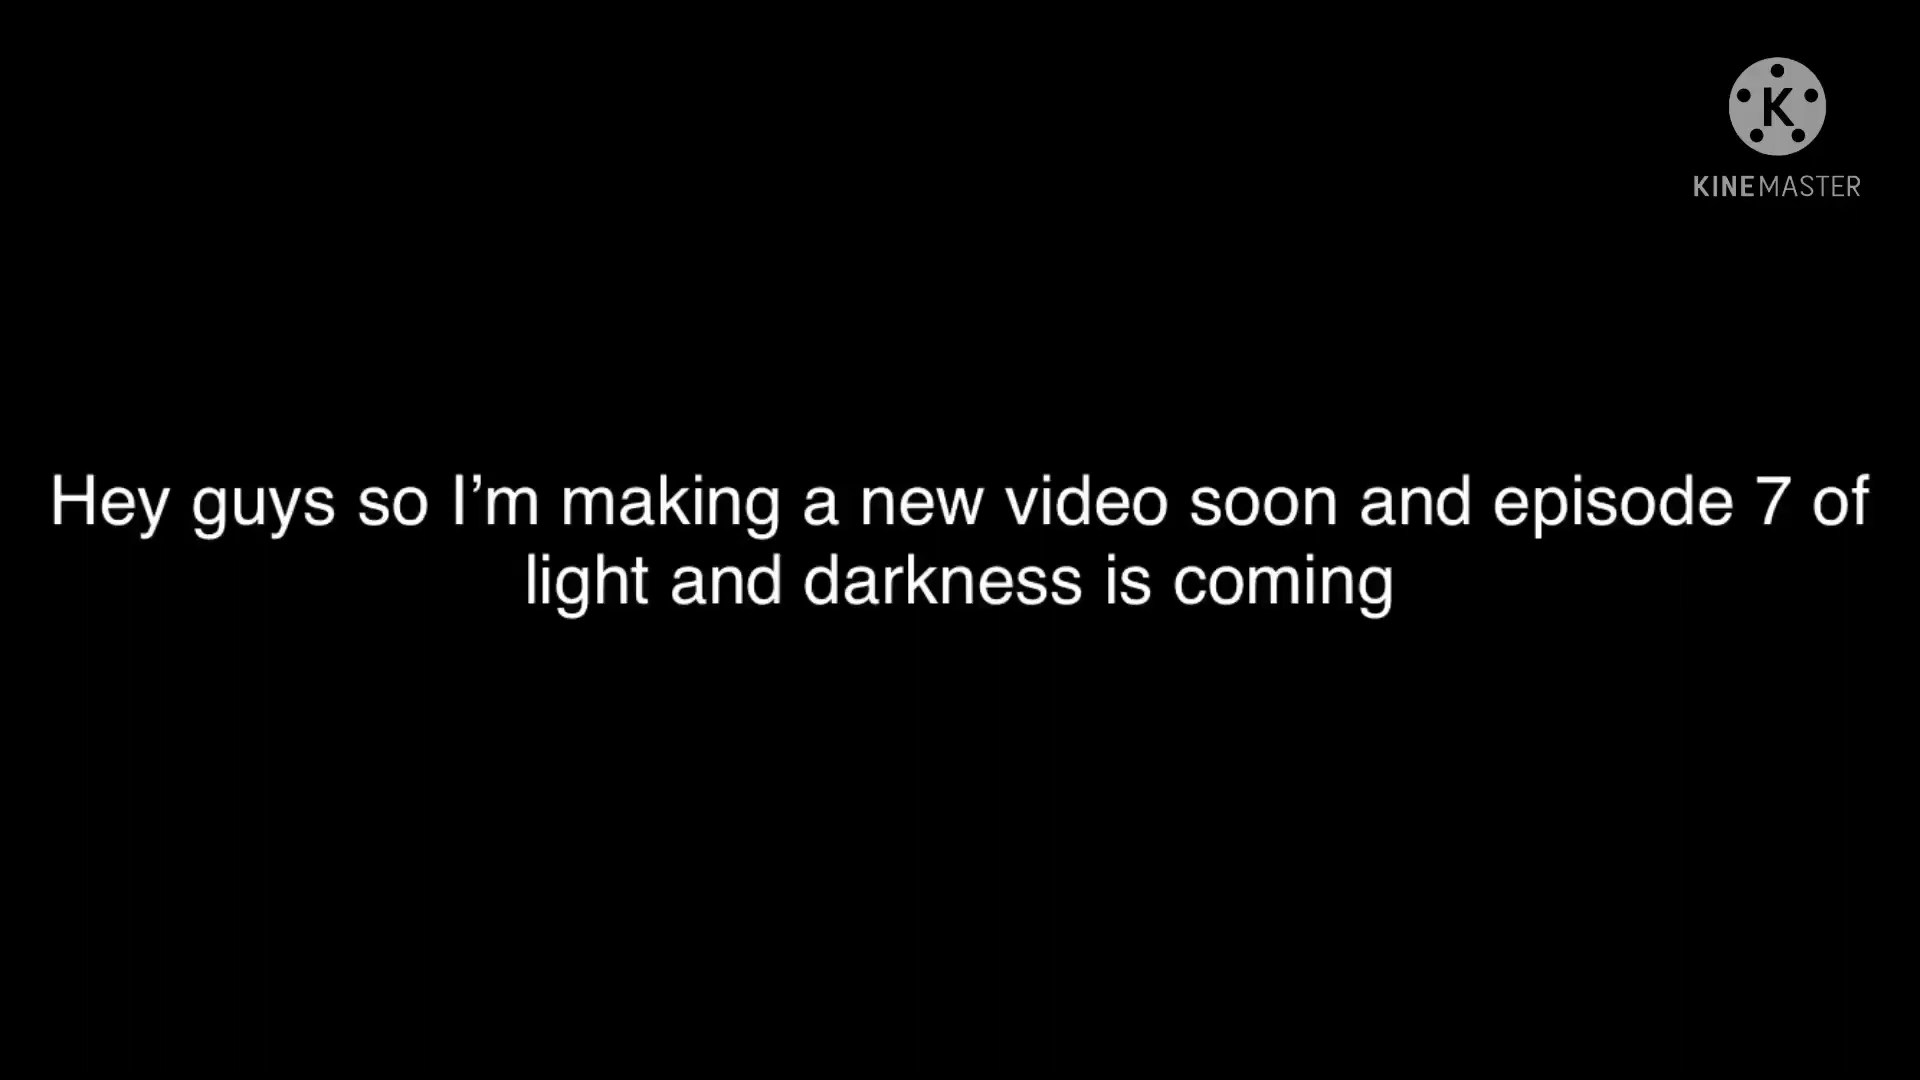 K
KINEMASTER
Hey guys so I’m making a new video soon and episode 7 of
light and darkness is coming